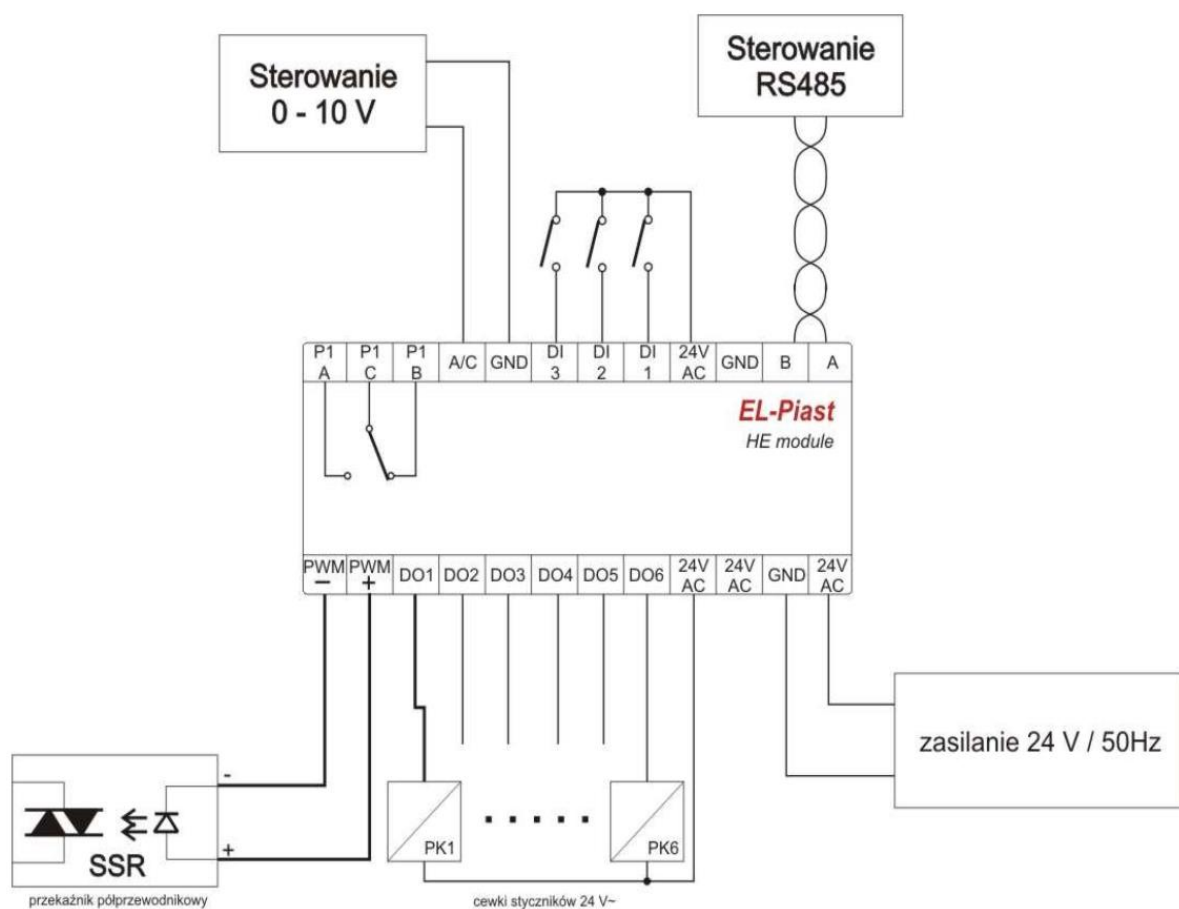 Sterowanie
0 - 10 V
Sterowanie
RS485
P1
A
P1
C
P1
B
A/C
GND
DI
3
DI
2
DI
1
24V
AC
GND
B
A
EL-Piast
HE module
PWM
−
PWM
+
DO1
DO2
DO3
DO4
DO5
DO6
24V
AC
24V
AC
GND
24V
AC
zasilanie 24 V / 50Hz
-
+
SSR
PK1
PK6
przekaźnik półprzewodnikowy
cewki styczników 24 V~